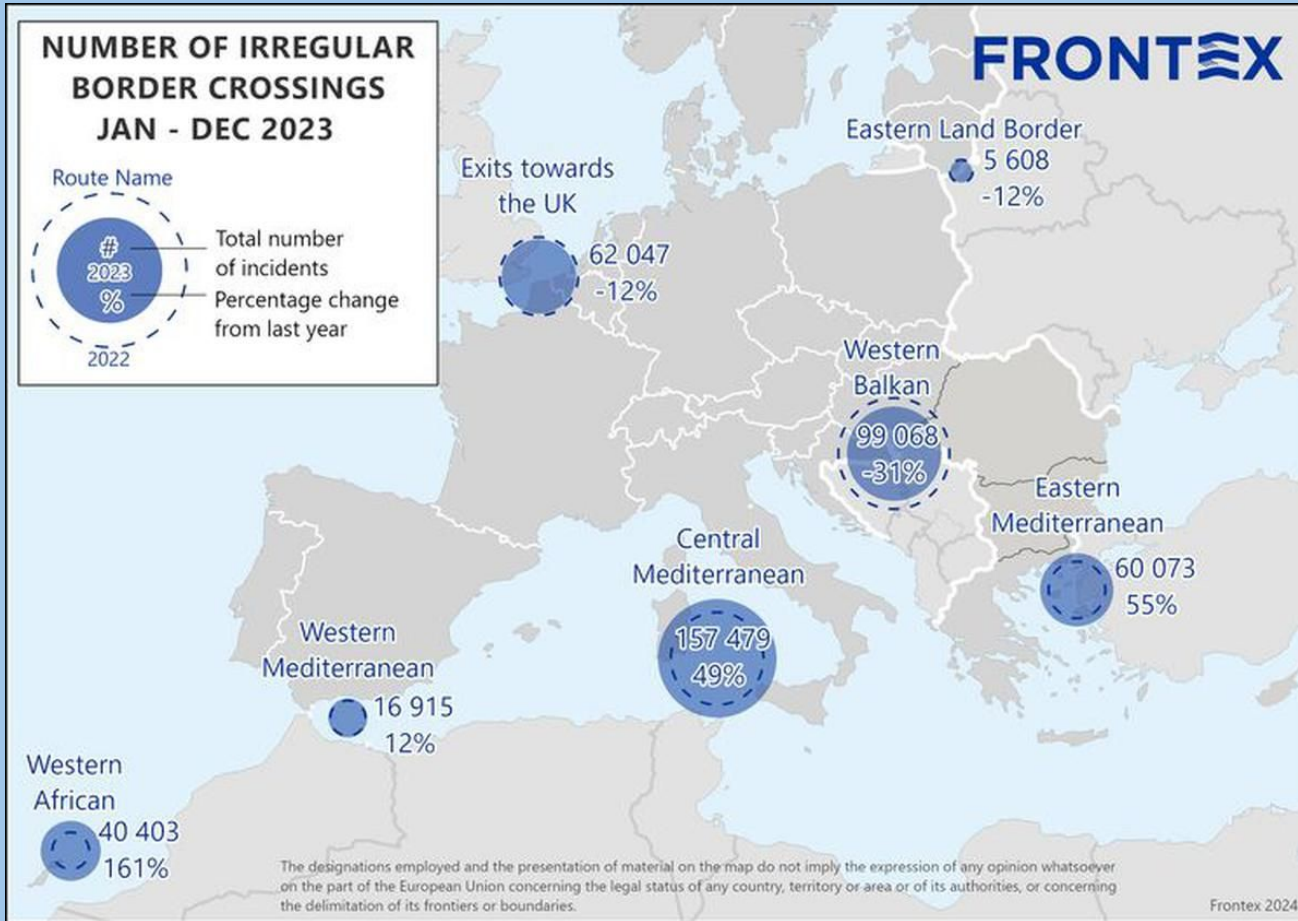 NUMBER OF IRREGULAR
BORDER CROSSINGS
JAN - DEC 2023
Route Name
#
2023
%
2022
Total number
of incidents
Percentage change
from last year
FRONTEX
Eastern Land Border
5 608
-12%
Exits towards
the UK
62 047
-12%
Western
Balkan
99 068
-31%
Eastern
Mediterranean
60 073
55%
Central
Mediterranean
157 479
49%
Western
Mediterranean
16 915
12%
Western
African
40 403
161%
The designations employed and the presentation of material on the map do not imply the expression of any opinion whatsoever
on the part of the European Union concerning the legal status of any country, territory or area or of its authorities, or concerning
the delimitation of its frontiers or boundaries.
Frontex 2024